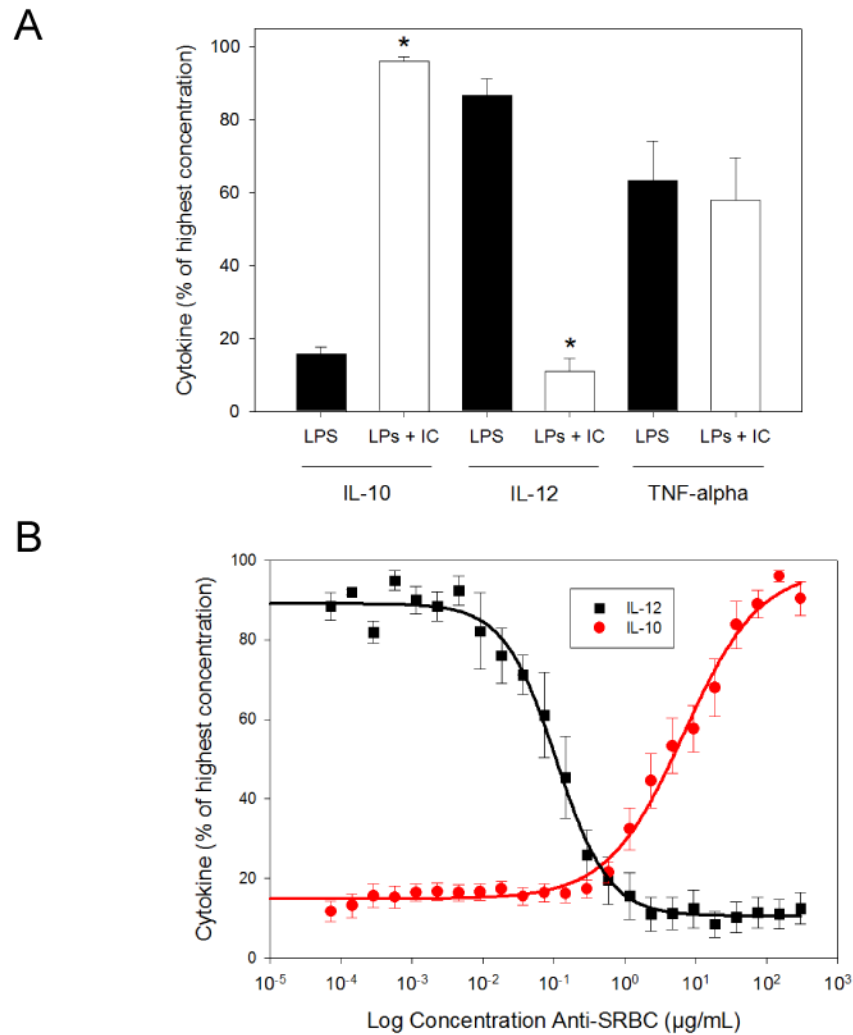 A
Cytokine (% of highest concentration)
100
80
60
40
20
0
*
*
LPS
LPs + IC
LPS
LPs + IC
LPS
LPs + IC
IL-10
IL-12
TNF-alpha
B
Cytokine (% of highest concentration)
100
80
60
40
20
0
IL-12
IL-10
10-5
10-4
10-3
10-2
10-1
100
101
102
103
Log Concentration Anti-SRBC (µg/mL)